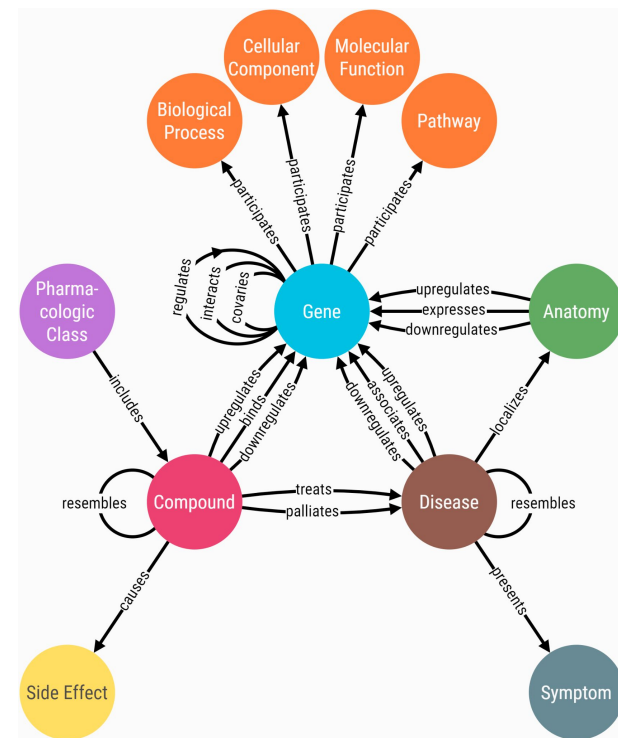 Cellular
Component
Molecular
Function
Biological
Process
Pathway
participates
participates
participates
participates
regulates
interacts
covaries
Gene
upregulates
expresses
downregulates
Anatomy
Pharma-
cologic
Class
includes
upregulates
binds
downregulates
downregulates
associates
upregulates
localizes
resembles
Compound
treats
palliates
Disease
resembles
causes
presents
Side Effect
Symptom